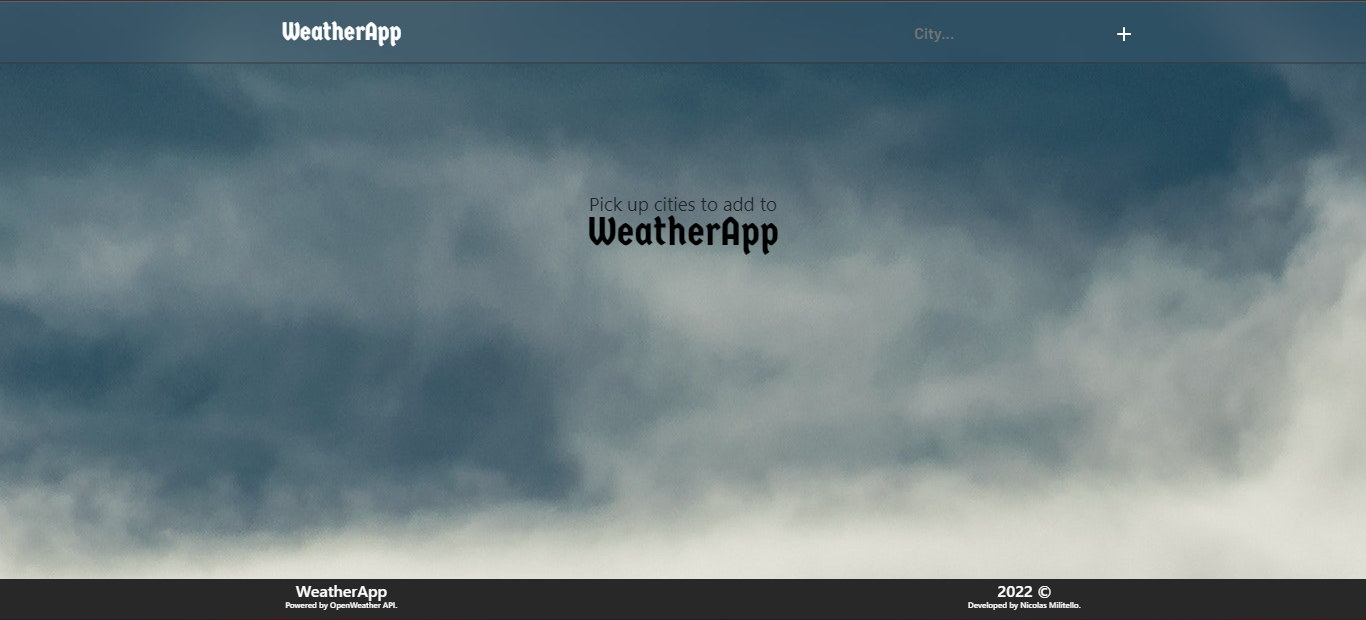 WeatherApp
City...
+
Pick up cities to add to
WeatherApp
WeatherApp
Powered by OpenWeather API.
2022 ©
Developed by Nicolas Militello.